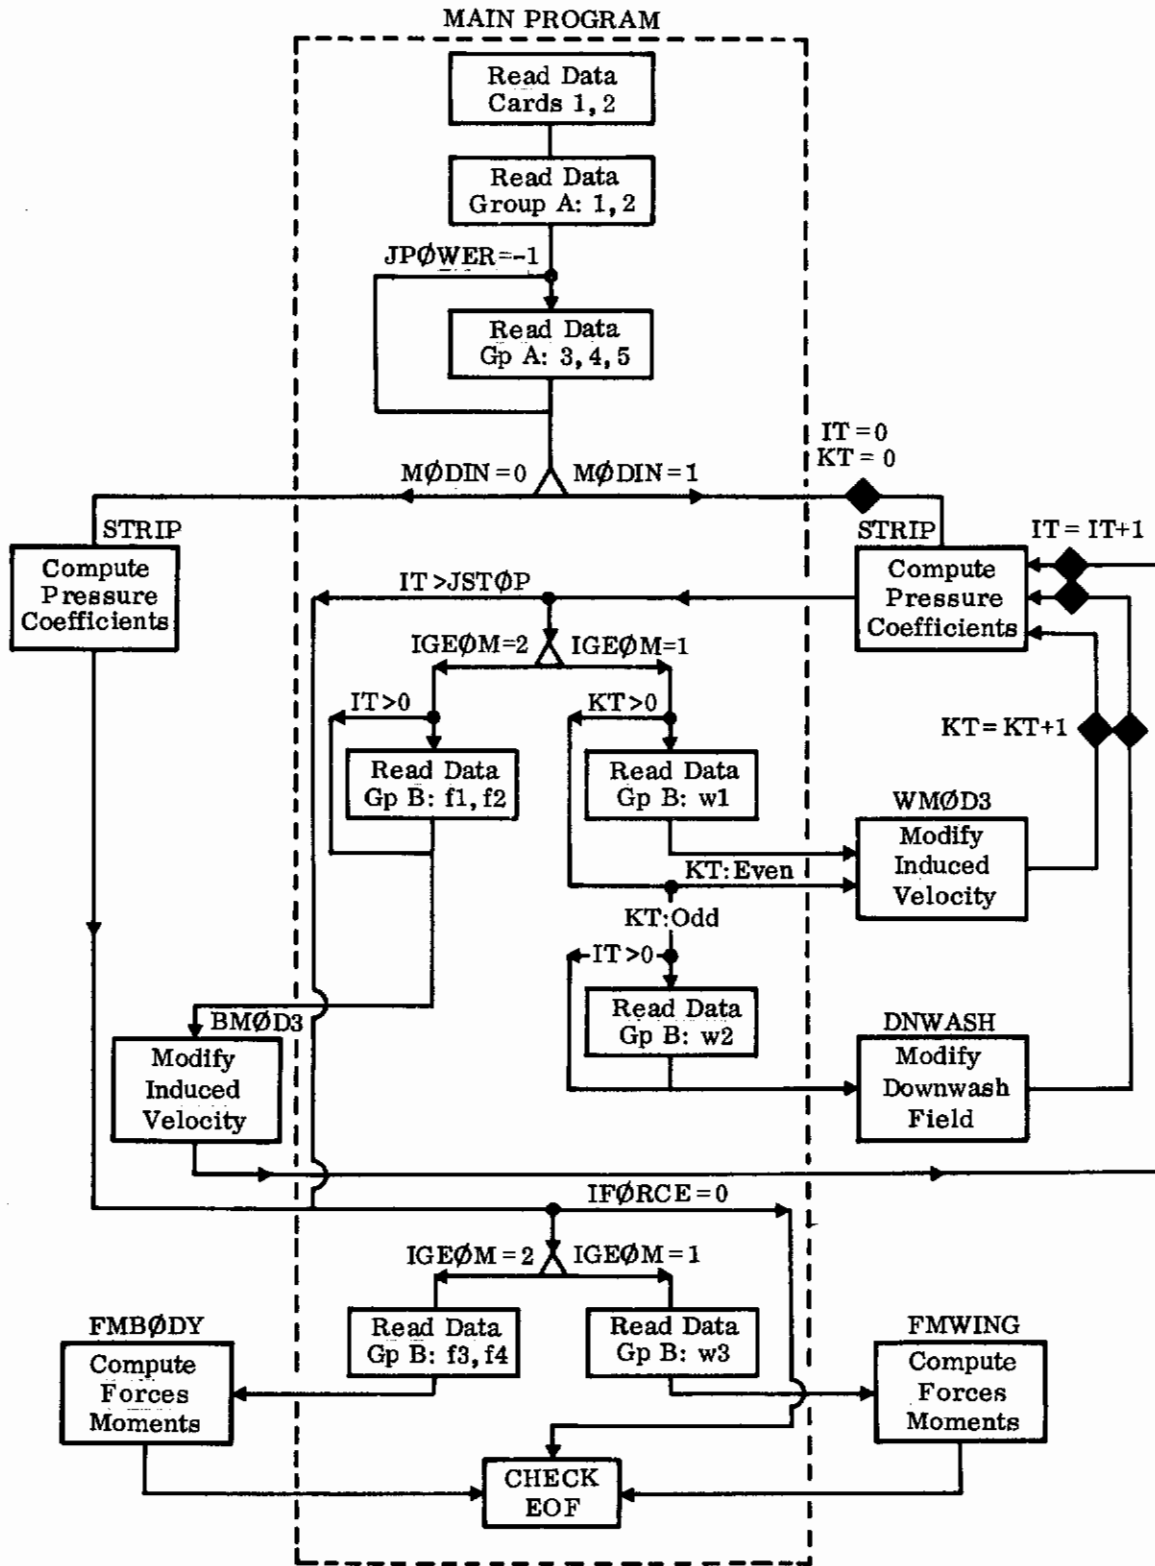 MAIN PROGRAM
Read Data
Cards 1, 2
Read Data
Group A: 1, 2
JPØWER=-1
Read Data
Gp A: 3, 4, 5
IT = 0
KT = 0
MØDIN = 0
MØDIN = 1
STRIP
Compute
Pressure
Coefficients
STRIP
Compute
Pressure
Coefficients
IT = IT+1
IT >JSTØP
IGEØM=2
IGEØM=1
IT>0
KT>0
KT = KT+1
Read Data
Gp B: f1, f2
Read Data
Gp B: w1
WMØD3
Modify
Induced
Velocity
KT:Even
KT:Odd
IT>0
Read Data
Gp B: w2
BMØD3
Modify
Induced
Velocity
DNWASH
Modify
Downwash
Field
IFØRCE = 0
IGEØM = 2
IGEØM=1
FMBØDY
Compute
Forces
Moments
Read Data
Gp B: f3, f4
Read Data
Gp B: w3
FMWING
Compute
Forces
Moments
CHECK
EOF